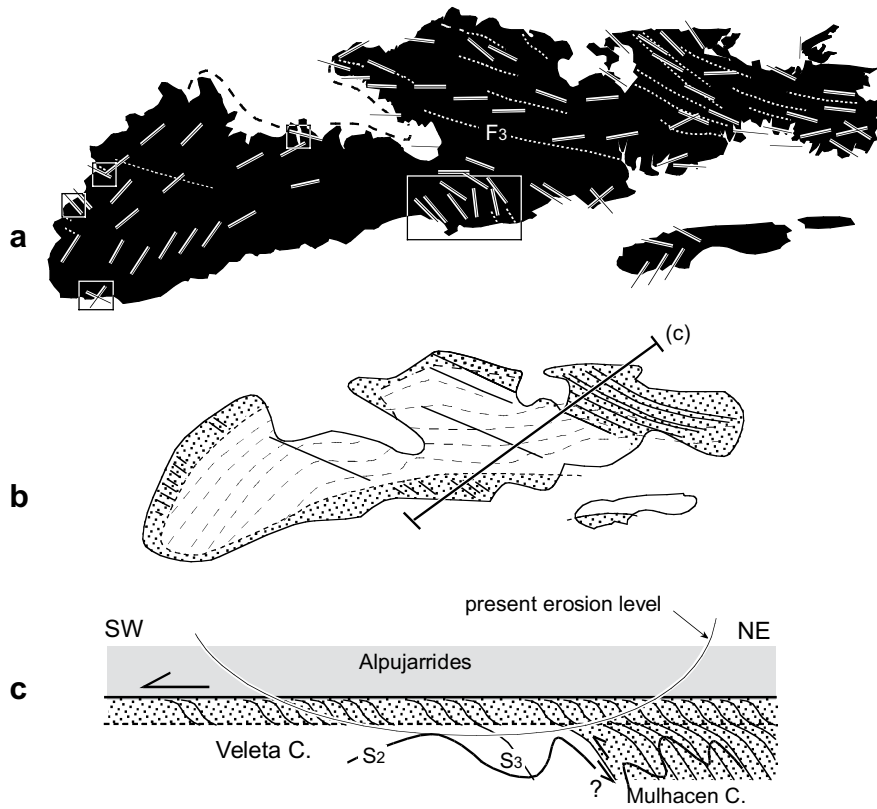 F3
a
(c)
b
present erosion level
SW
NE
Alpujarrides
c
Veleta C.
S2
S3
?
Mulhacen C.